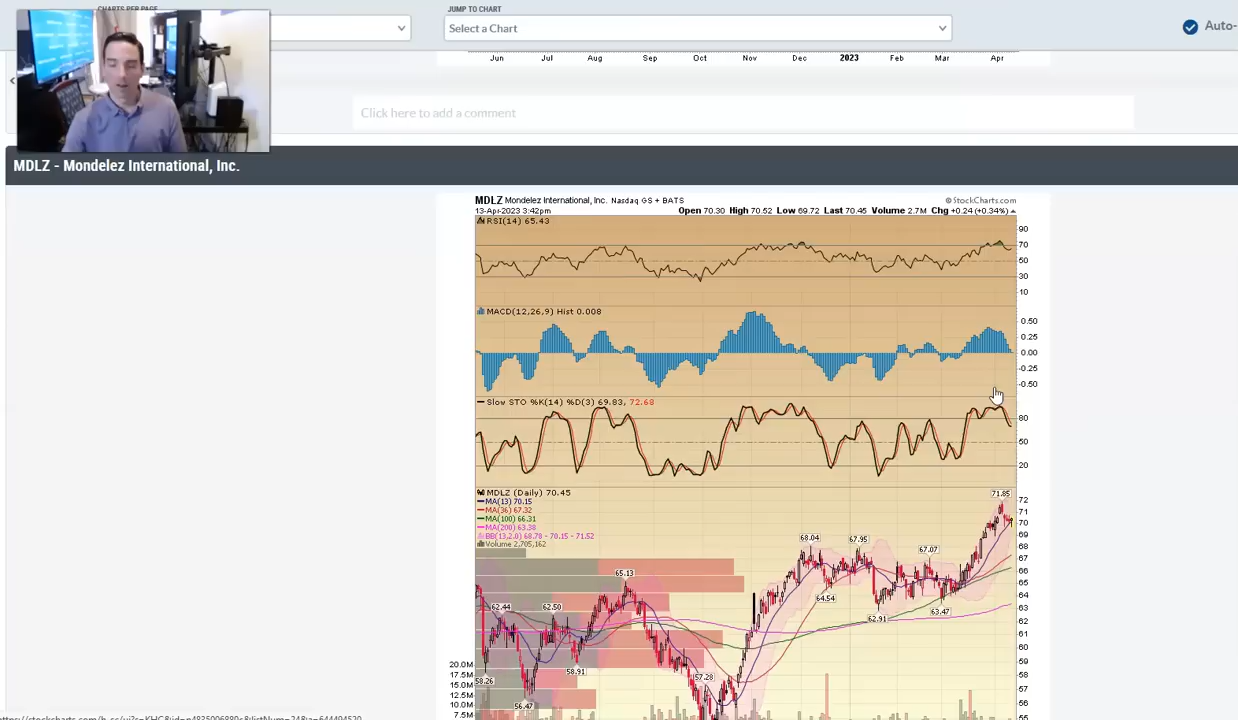 CHARTS PER PAGE
JUMP TO CHART
Select a Chart
Auto-
Jun Jul Aug Sep Oct Nov Dec 2023 Feb Mar Apr
Click here to add a comment
MDLZ - Mondelez International, Inc.
MDLZ Mondelez International, Inc. Nasdaq GS + BATS
© StockCharts.com
13-Apr-2023 3:42pm
Open 70.30 High 70.52 Low 69.72 Last 70.45 Volume 2.7M Chg +0.24 (+0.34%)
RSI(14) 65.43
90
70
50
30
10
MACD(12,26,9) Hist 0.008
0.50
0.25
0.00
-0.25
-0.50
Slow STO %K(14) %D(3) 69.83, 72.68
80
50
20
MDLZ (Daily) 70.45
MA(13) 70.15
MA(36) 67.32
MA(100) 66.31
MA(200) 63.38
BB(13,2.0) 68.78 - 70.15 - 71.52
Volume 2,705,162
71.85
72
71
70
69
68
67
66
65
64
63
62
61
60
59
58
57
56
55
68.04
67.95
67.07
65.13
64.54
63.47
62.91
62.44
62.50
58.91
58.26
57.28
56.47
20.0M
17.5M
15.0M
12.5M
10.0M
7.5M